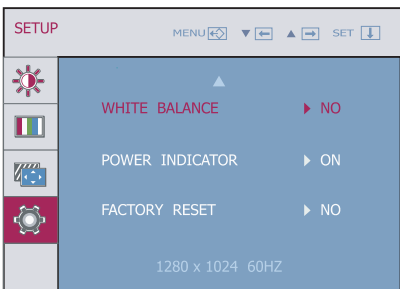 SETUP
MENU SET
WHITE BALANCE NO
POWER INDICATOR ON
FACTORY RESET NO
1280 x 1024 60HZ